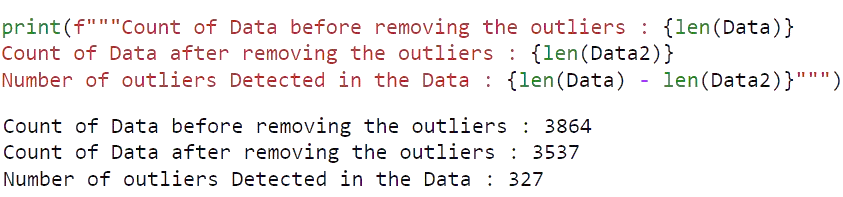 print(f"""Count of Data before removing the outliers : {len(Data)}
Count of Data after removing the outliers : {len(Data2)}
Number of outliers Detected in the Data : {len(Data) - len(Data2)}""")
Count of Data before removing the outliers : 3864
Count of Data after removing the outliers : 3537
Number of outliers Detected in the Data : 327